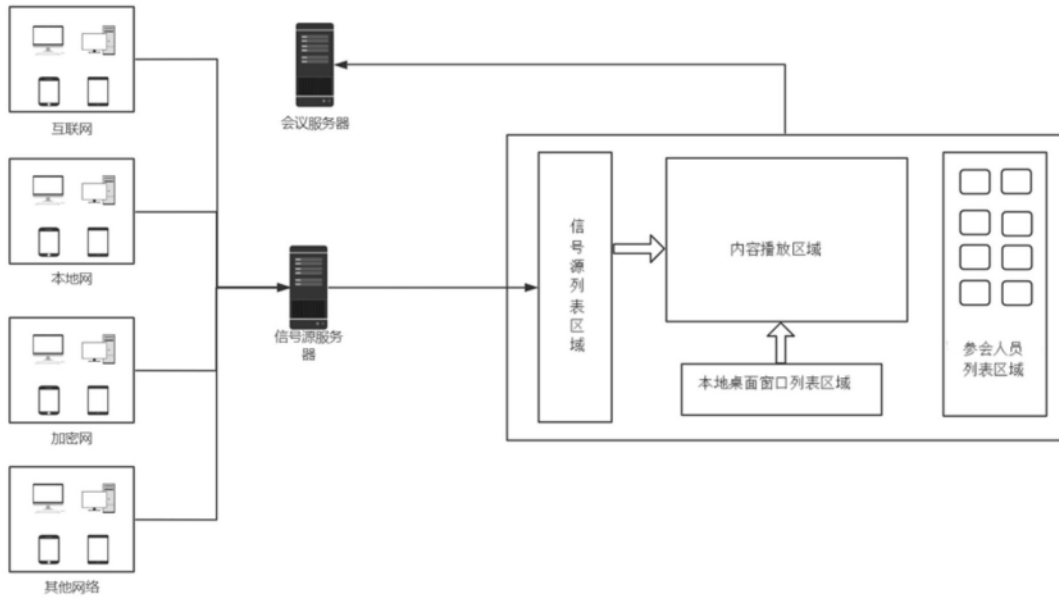 互联网
本地网
加密网
其他网络
会议服务器
信号源服务
器
信
号
源
列
表
区
域
内容播放区域
本地桌面窗口列表区域
参会人员
列表区域